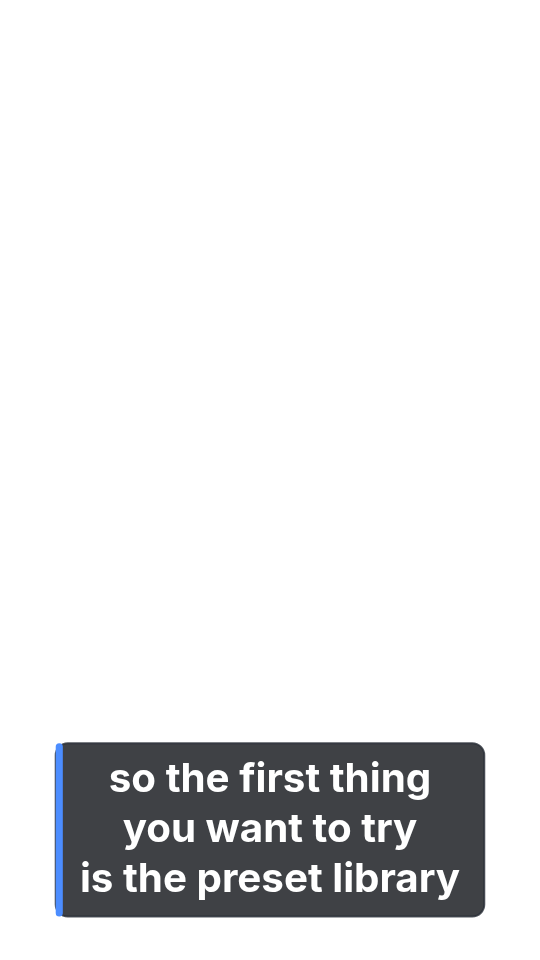 so the first thing
you want to try
is the preset library